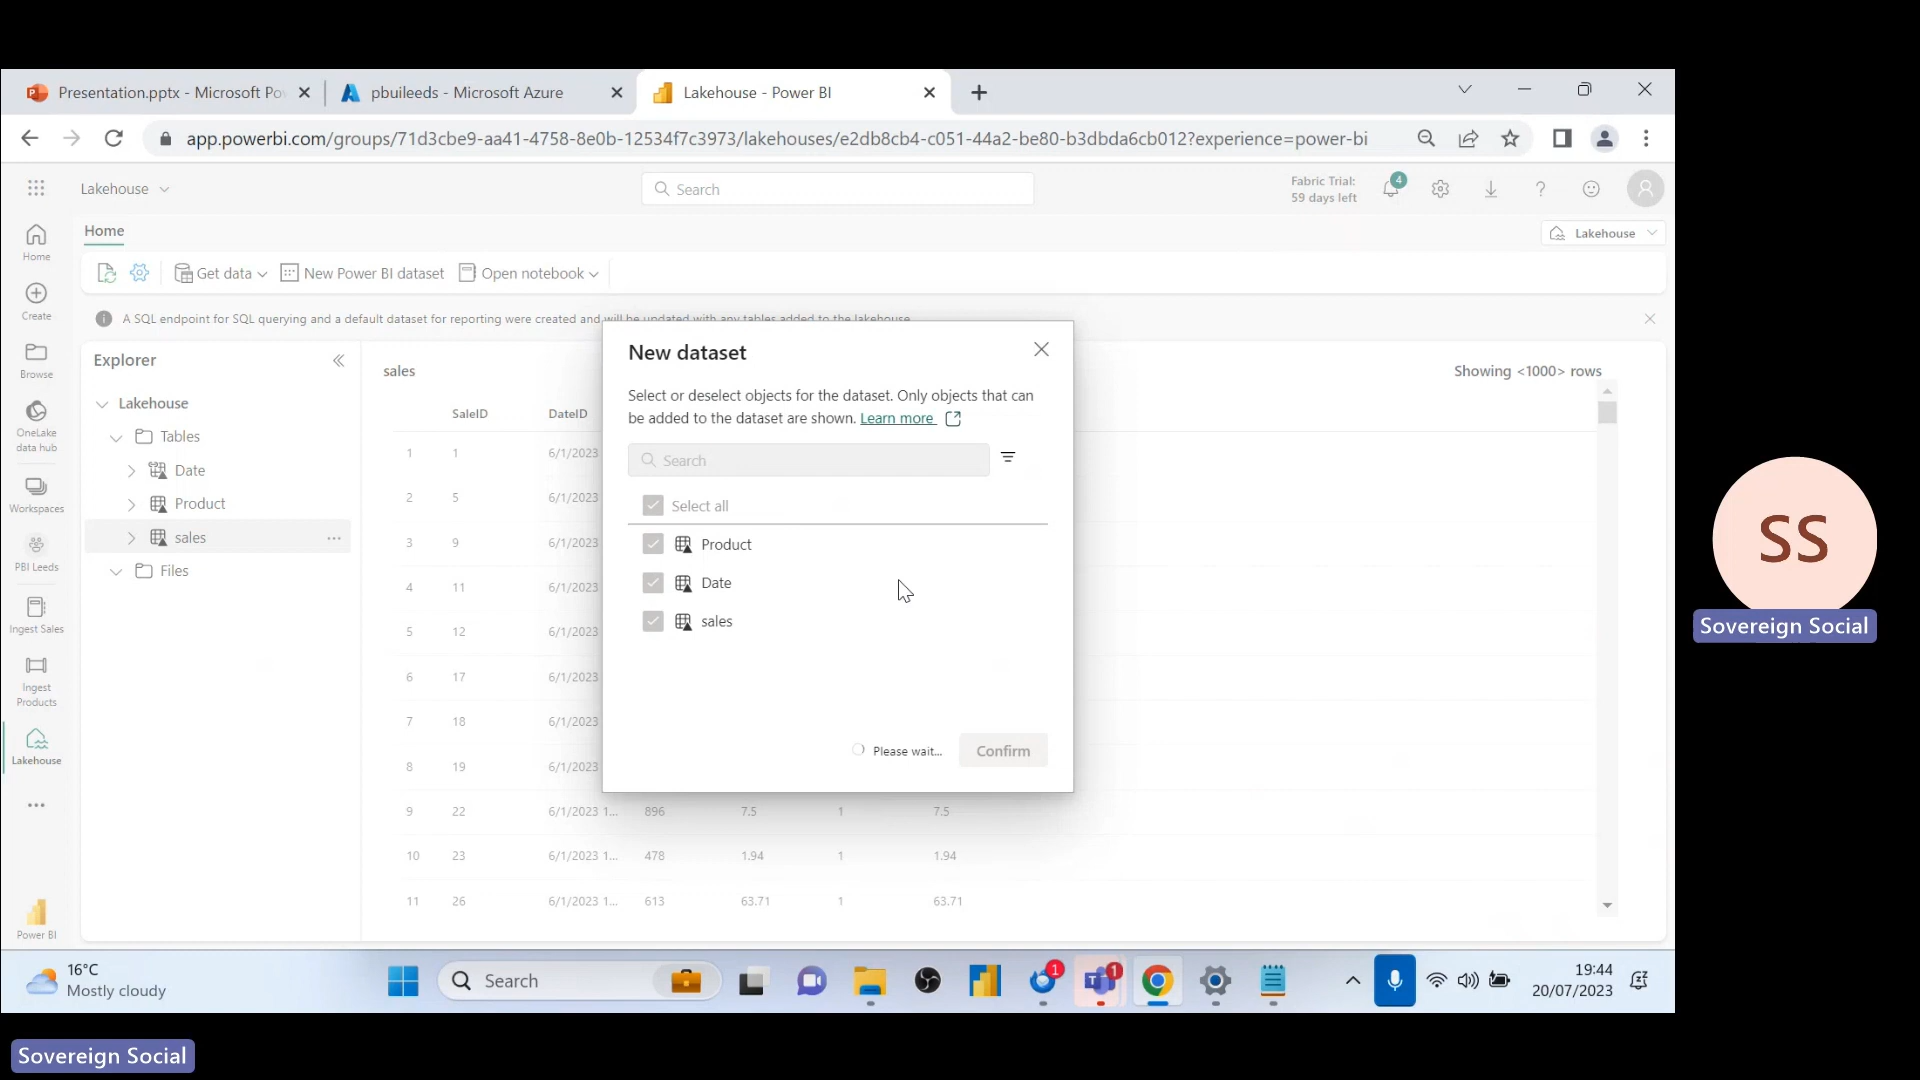 Presentation.pptx - Microsoft Po
pbuileeds - Microsoft Azure
Lakehouse - Power BI
app.powerbi.com/groups/71d3cbe9-aa41-4758-8e0b-12534f7c3973/lakehouses/e2db8cb4-c051-44a2-be80-b3dbda6cb012?experience=power-bi
Lakehouse
Search
Fabric Trial:
59 days left
4
Home
Lakehouse
Get data
New Power BI dataset
Open notebook
A SQL endpoint for SQL querying and a default dataset for reporting were created and will be updated with any tables added to the lakehouse.
Home
Create
Browse
OneLake
data hub
Workspaces
PBI Leeds
Ingest Sales
Ingest
Products
Lakehouse
Power BI
Explorer
Lakehouse
Tables
Date
Product
sales
Files
sales
Showing <1000> rows
SaleID DateID
1 1 6/1/2023
2 5 6/1/2023
3 9 6/1/2023
4 11 6/1/2023
5 12 6/1/2023
6 17 6/1/2023
7 18 6/1/2023
8 19 6/1/2023
9 22 6/1/2023 1... 896 7.5 1 7.5
10 23 6/1/2023 1... 478 1.94 1 1.94
11 26 6/1/2023 1... 613 63.71 1 63.71
New dataset
Select or deselect objects for the dataset. Only objects that can
be added to the dataset are shown. Learn more
Search
Select all
Product
Date
sales
Please wait...
Confirm
SS
Sovereign Social
16°C
Mostly cloudy
Search
1
1
19:44
20/07/2023
Sovereign Social